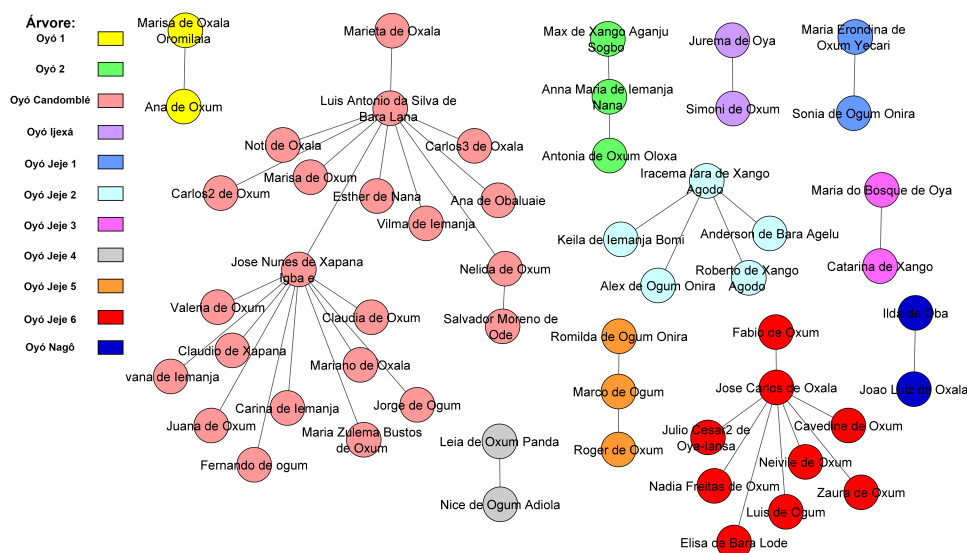 Árvore:
Oyó 1
Oyó 2
Oyó Candomblé
Oyó Ijexá
Oyó Jeje 1
Oyó Jeje 2
Oyó Jeje 3
Oyó Jeje 4
Oyó Jeje 5
Oyó Jeje 6
Oyó Nagô
Marisa de Oxala
Oromilaia
Ana de Oxum
Marieta de Oxala
Luis Antonio da Silva de
Bara Lana
Noti de Oxala
Carlos3 de Oxala
Marisa de Oxum
Carlos2 de Oxum
Esther de Nana
Ana de Obaluaie
Vilma de Iemanja
Jose Nunes de Xapana
Igba e
Nelida de Oxum
Salvador Moreno de
Ode
Valeria de Oxum
Claudia de Oxum
Claudio de Xapana
Mariano de Oxala
vana de Iemanja
Carina de Iemanja
Jorge de Ogum
Juana de Oxum
Maria Zulema Bustos
de Oxum
Fernando de ogum
Max de Xango Aganju
Sogbo
Anna Maria de Iemanja
Nana
Antonia de Oxum Oloxa
Jurema de Oya
Simoni de Oxum
Maria Erondina de
Oxum Yecari
Sonia de Ogum Onira
Iracema Iara de Xango
Agodo
Keila de Iemanja Bomi
Anderson de Bara Agelu
Alex de Ogum Onira
Roberto de Xango
Agodo
Maria do Bosque de Oya
Catarina de Xango
Ilda de Oba
Joao Luiz de Oxala
Romilda de Ogum Onira
Marco de Ogum
Roger de Oxum
Leia de Oxum Panda
Nice de Ogum Adiola
Fabio de Oxum
Jose Carlos de Oxala
Julio Cesar2 de
Oya-Iansa
Cavedine de Oxum
Neivile de Oxum
Nadia Freitas de Oxum
Zaura de Oxum
Luis de Ogum
Elisa de Bara Lode